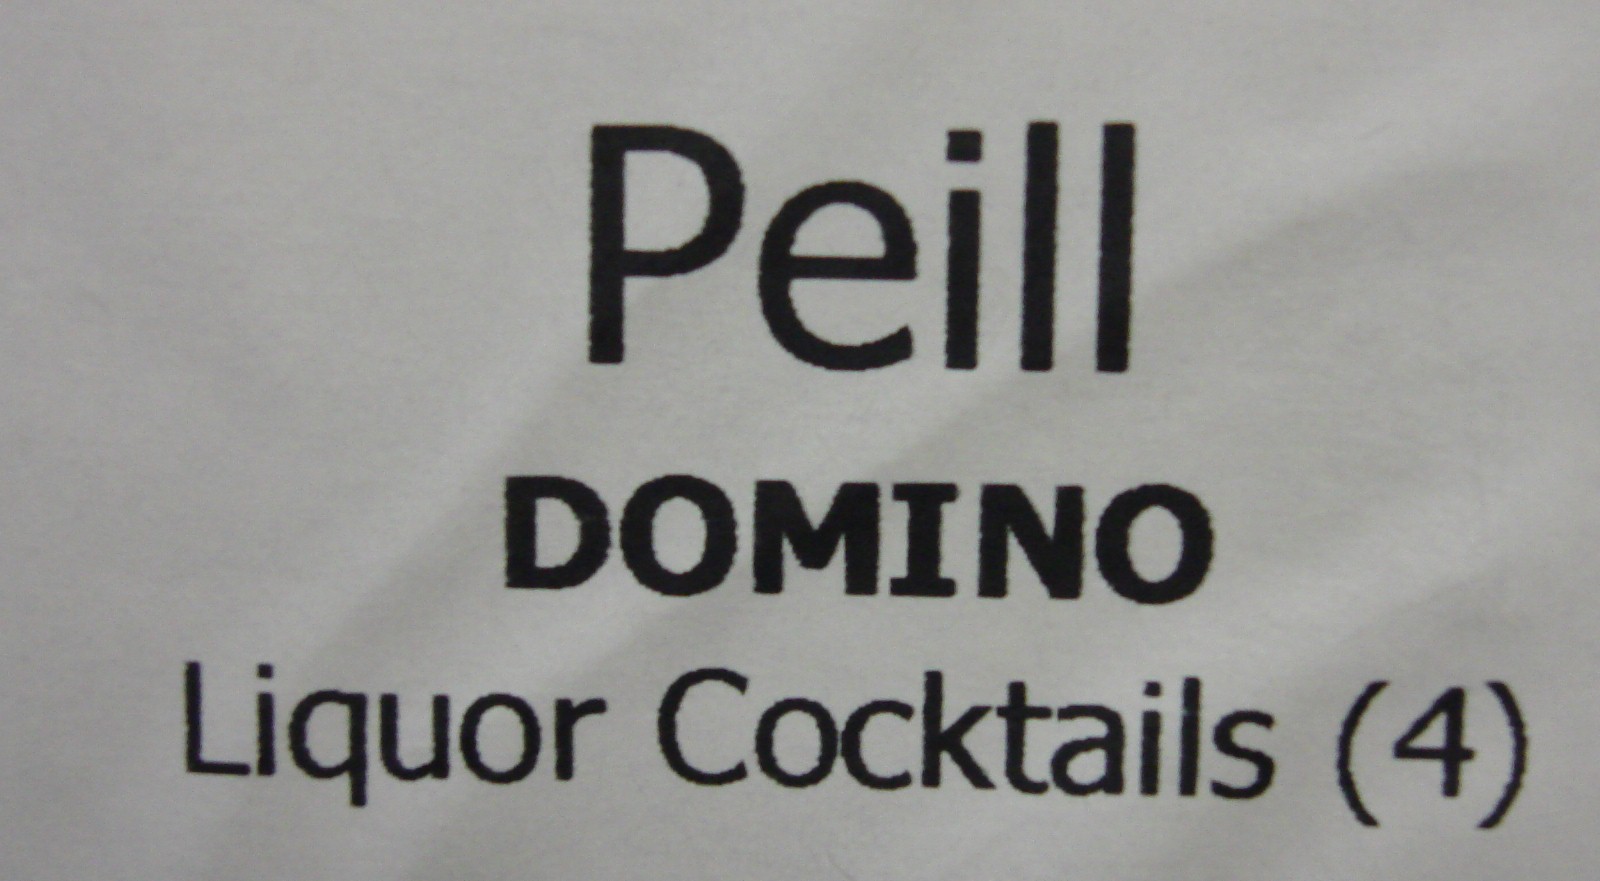 Peill
DOMINO
Liquor Cocktails (4)